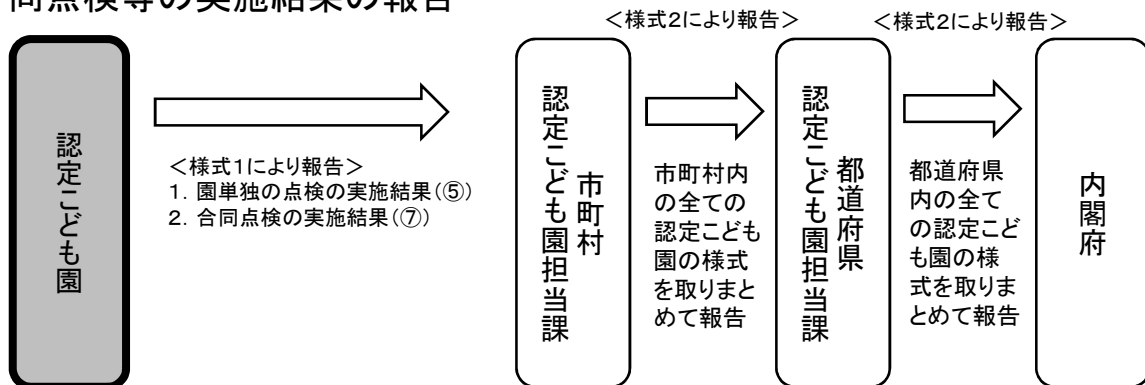 同点検等の実施結果の報告
＜様式2により報告＞
＜様式2により報告＞
認定こども園
＜様式1により報告＞
1. 園単独の点検の実施結果(⑤)
2. 合同点検の実施結果(⑦)
市町村
認定こども園担当課
市町村内
の全ての
認定こども
園の様式
を取りまと
めて報告
都道府県
認定こども園担当課
都道府県
内の全て
の認定こど
も園の様
式を取りま
とめて報告
内閣府